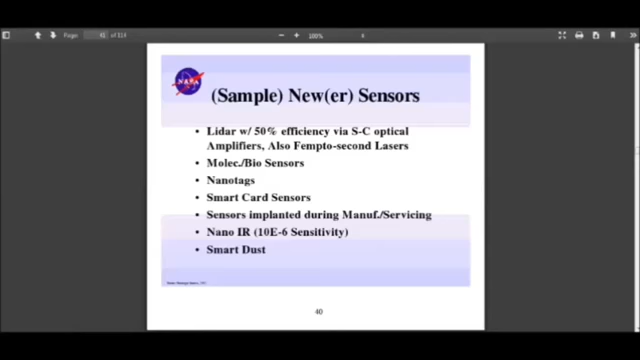 Page
41 of 114
100%
NASA
(Sample) New(er) Sensors
• Lidar w/ 50% efficiency via S-C optical
Amplifiers, Also Fempto-second Lasers
• Molec./Bio Sensors
• Nanotags
• Smart Card Sensors
• Sensors implanted during Manuf./Servicing
• Nano IR (10E-6 Sensitivity)
• Smart Dust
40